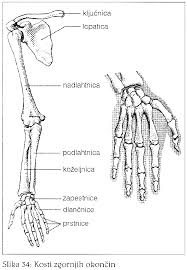 ključnica
lopatica
nadlahtnica
podlahtnica
koželjnica
zapestnice
dlančnice
prstnice
Slika 34: Kosti zgornjih okončin